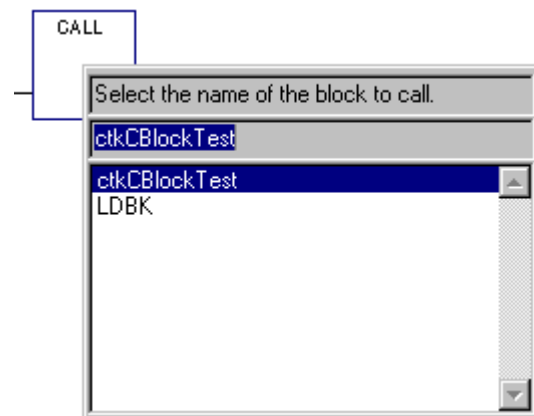 CALL
Select the name of the block to call.
ctkCBlockTest
ctkCBlockTest
LDBK